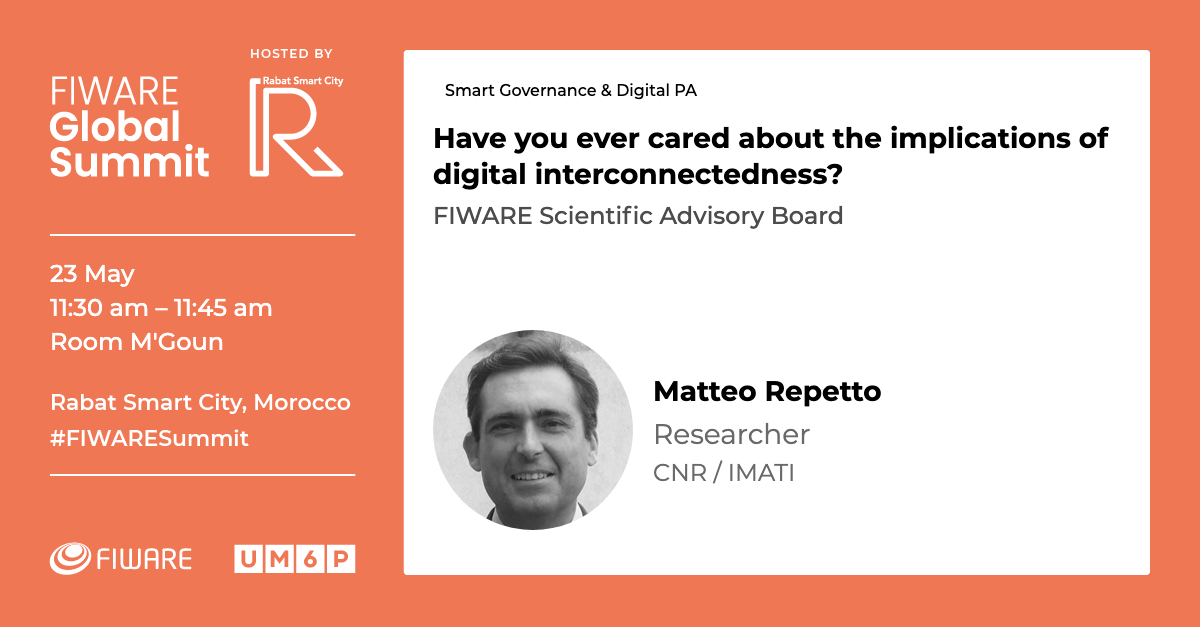 HOSTED BY
FIWARE
Global
Summit
Rabat Smart City
R
23 May
11:30 am – 11:45 am
Room M'Goun
Rabat Smart City, Morocco
#FIWARESummit
FIWARE
UM6P
Smart Governance & Digital PA
Have you ever cared about the implications of
digital interconnectedness?
FIWARE Scientific Advisory Board
Matteo Repetto
Researcher
CNR / IMATI